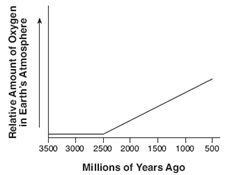 Relative Amount of Oxygen
in Earth's Atmosphere
3500 3000 2500 2000 1500 1000 500
Millions of Years Ago